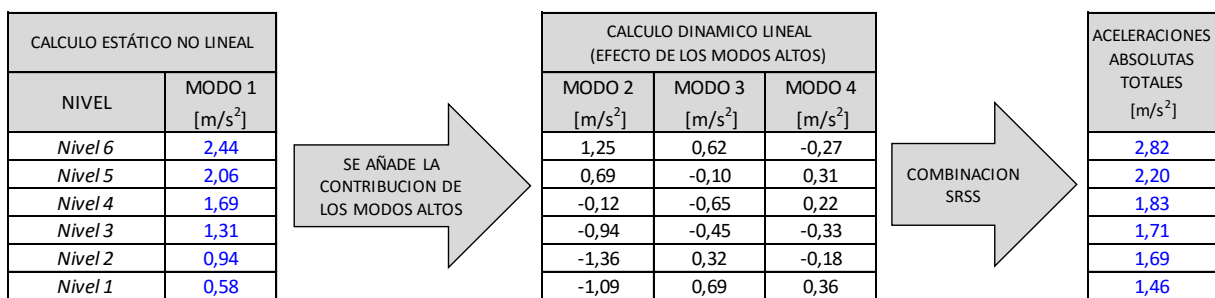 CALCULO ESTÁTICO NO LINEAL
NIVEL MODO 1
[m/s²]
Nivel 6 2,44
Nivel 5 2,06
Nivel 4 1,69
Nivel 3 1,31
Nivel 2 0,94
Nivel 1 0,58
SE AÑADE LA
CONTRIBUCION DE
LOS MODOS ALTOS
CALCULO DINAMICO LINEAL
(EFECTO DE LOS MODOS ALTOS)
MODO 2 MODO 3 MODO 4
[m/s²] [m/s²] [m/s²]
1,25 0,62 -0,27
0,69 -0,10 0,31
-0,12 -0,65 0,22
-0,94 -0,45 -0,33
-1,36 0,32 -0,18
-1,09 0,69 0,36
COMBINACION
SRSS
ACELERACIONES
ABSOLUTAS
TOTALES
[m/s²]
2,82
2,20
1,83
1,71
1,69
1,46